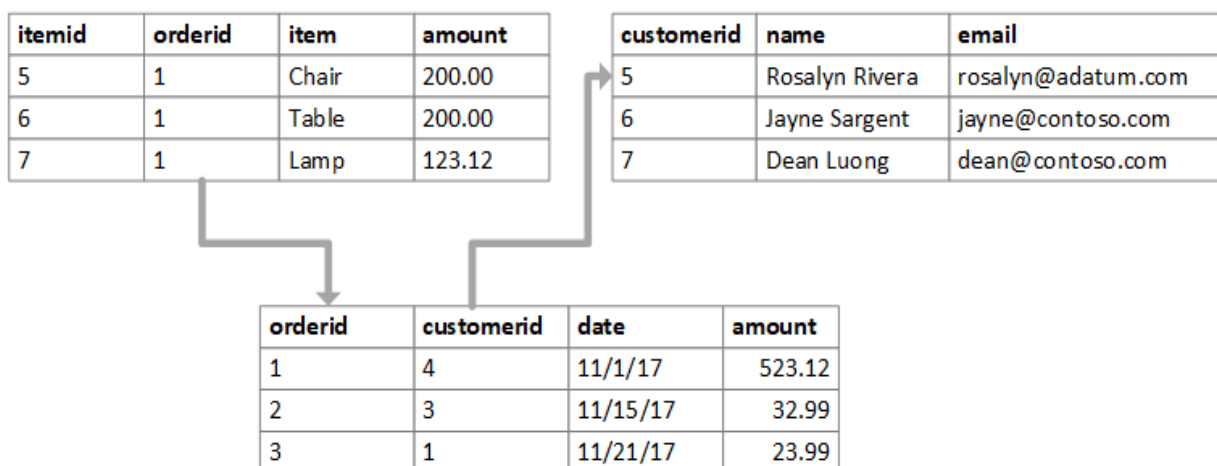 itemid orderid item amount
5 1 Chair 200.00
6 1 Table 200.00
7 1 Lamp 123.12
customerid name email
5 Rosalyn Rivera rosalyn@adatum.com
6 Jayne Sargent jayne@contoso.com
7 Dean Luong dean@contoso.com
orderid customerid date amount
1 4 11/1/17 523.12
2 3 11/15/17 32.99
3 1 11/21/17 23.99